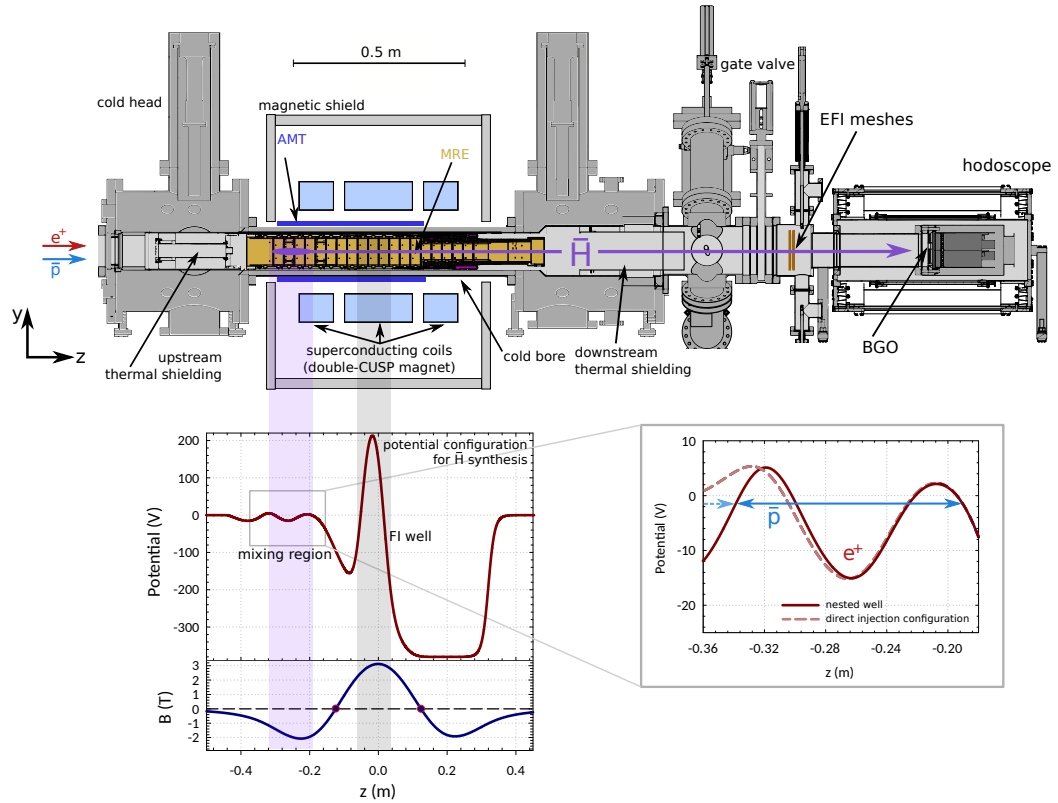 0.5 m
gate valve
cold head
magnetic shield
EFI meshes
AMT
MRE
hodoscope
e⁺
p̄
H̄
y
z
upstream
thermal shielding
superconducting coils
(double-CUSP magnet)
cold bore
downstream
thermal shielding
BGO
200
100
0
-100
-200
-300
Potential (V)
potential configuration
for H̄ synthesis
FI well
mixing region
3
2
1
0
-1
-2
B (T)
-0.4
-0.2
0.0
0.2
0.4
z (m)
10
0
-10
-20
Potential (V)
p̄
e⁺
nested well
direct injection configuration
-0.36
-0.32
-0.28
-0.24
-0.20
z (m)